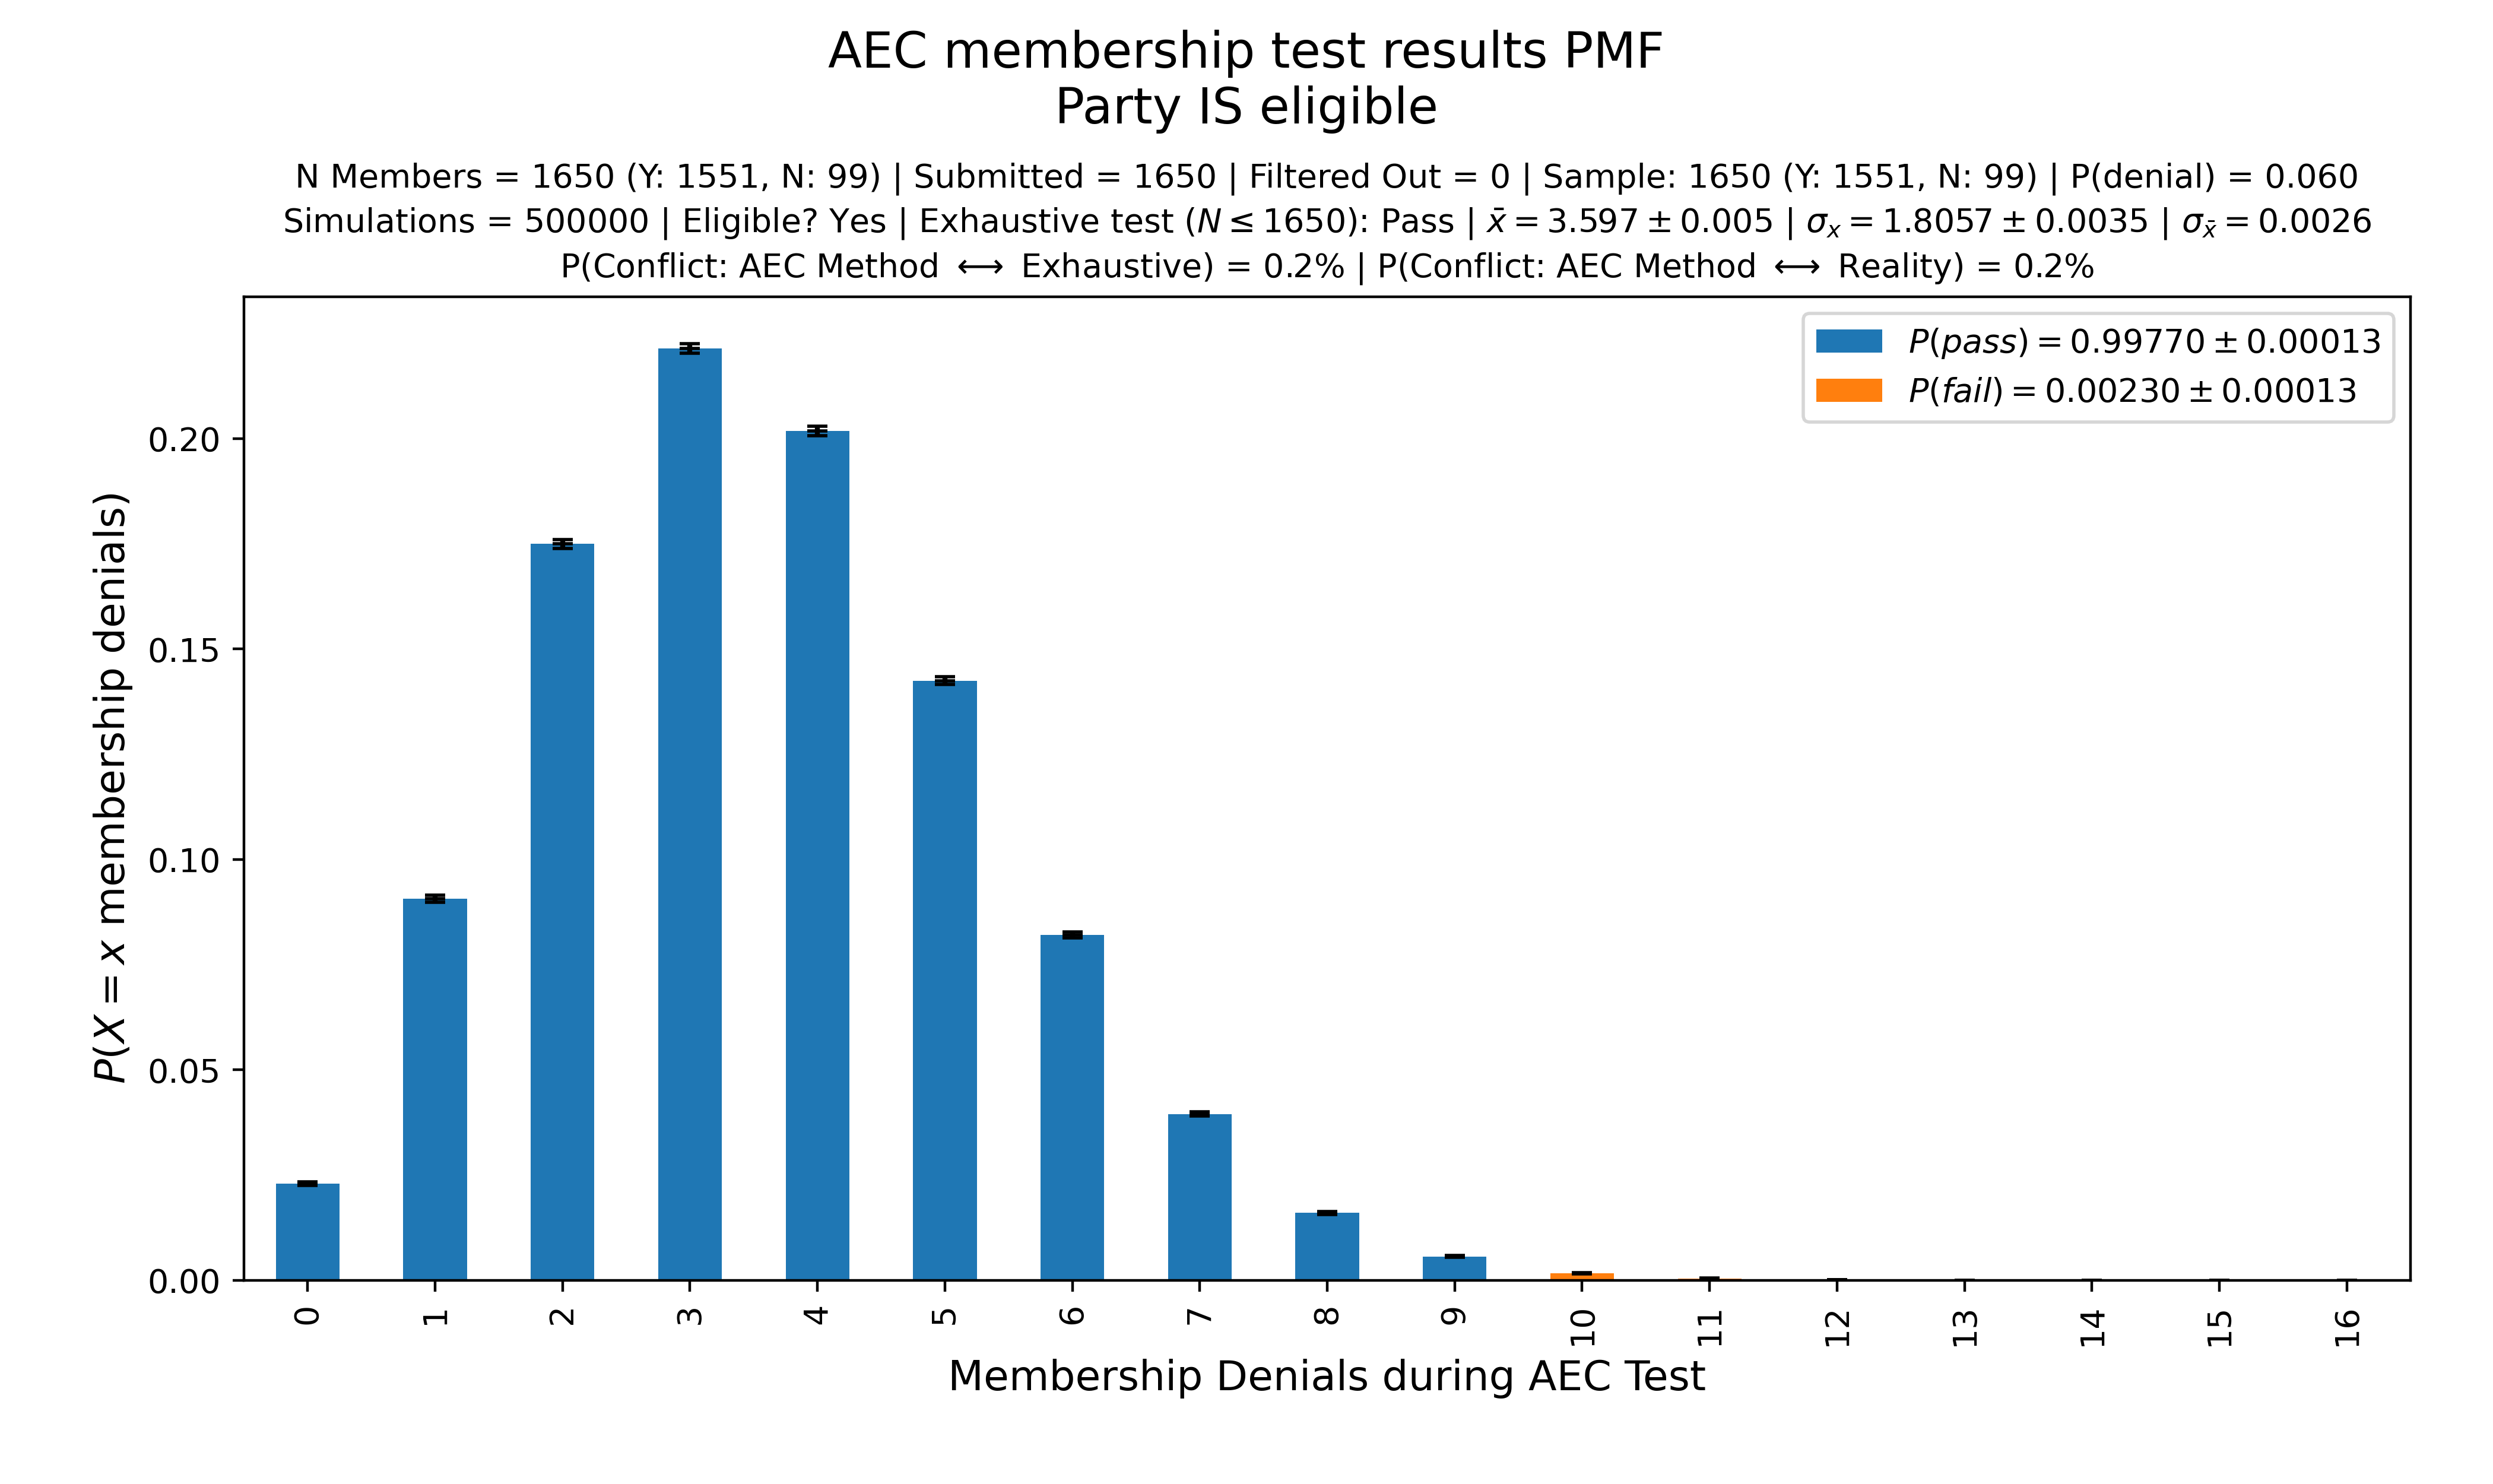 AEC membership test results PMF
Party IS eligible
N Members = 1650 (Y: 1551, N: 99) | Submitted = 1650 | Filtered Out = 0 | Sample: 1650 (Y: 1551, N: 99) | P(denial) = 0.060
Simulations = 500000 | Eligible? Yes | Exhaustive test (N ≤ 1650): Pass | x̄ = 3.597 ± 0.005 | σₓ = 1.8057 ± 0.0035 | σ_x̄ = 0.0026
P(Conflict: AEC Method ⟷ Exhaustive) = 0.2% | P(Conflict: AEC Method ⟷ Reality) = 0.2%
P(pass) = 0.99770 ± 0.00013
P(fail) = 0.00230 ± 0.00013
P(X = x membership denials)
0.20
0.15
0.10
0.05
0.00
0 1 2 3 4 5 6 7 8 9 10 11 12 13 14 15 16
Membership Denials during AEC Test